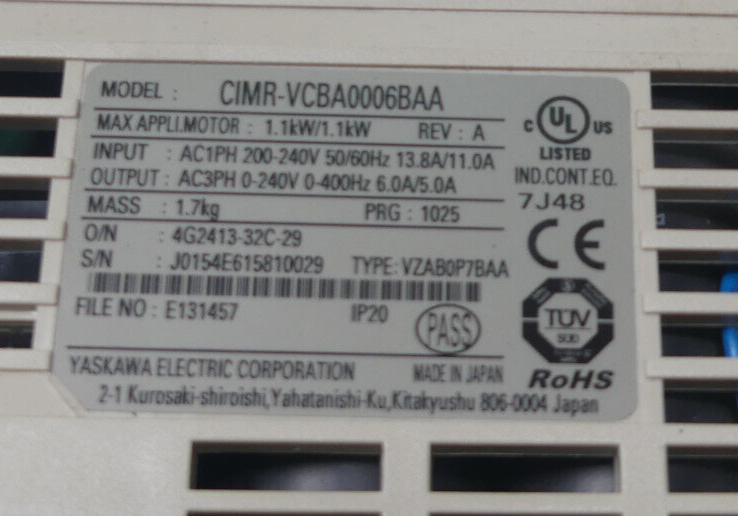 MODEL : CIMR-VCBA0006BAA
MAX APPLI.MOTOR : 1.1kW/1.1kW REV : A
INPUT : AC1PH 200-240V 50/60Hz 13.8A/11.0A
OUTPUT : AC3PH 0-240V 0-400Hz 6.0A/5.0A
MASS : 1.7kg PRG : 1025
O/N : 4G2413-32C-29
S/N : J0154E615810029 TYPE: VZAB0P7BAA
FILE NO : E131457 IP20 PASS
YASKAWA ELECTRIC CORPORATION MADE IN JAPAN
2-1 Kurosaki-shiroishi,Yahatanishi-Ku,Kitakyushu 806-0004 Japan
C UL US
LISTED
IND.CONT.EQ.
7J48
CE
TÜV
SÜD
RoHS